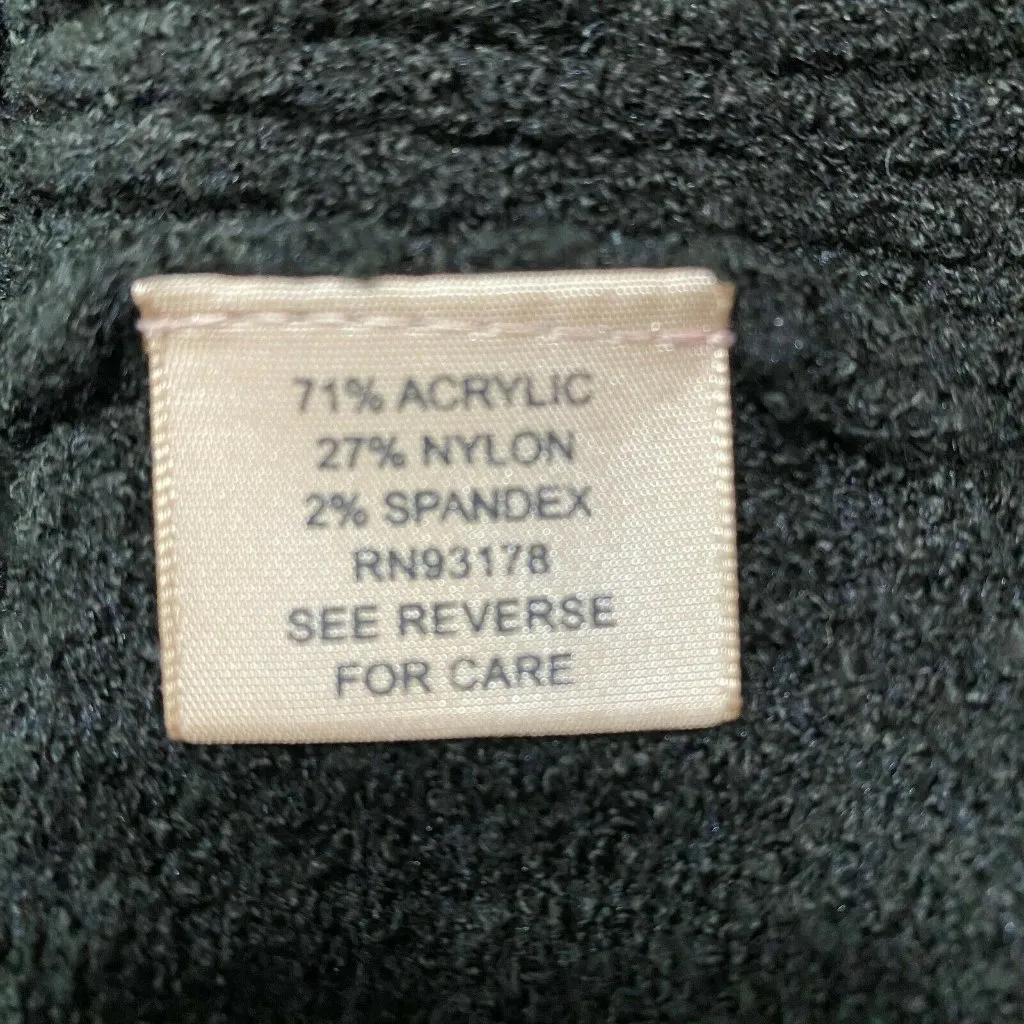 71% ACRYLIC
27% NYLON
2% SPANDEX
RN93178
SEE REVERSE
FOR CARE